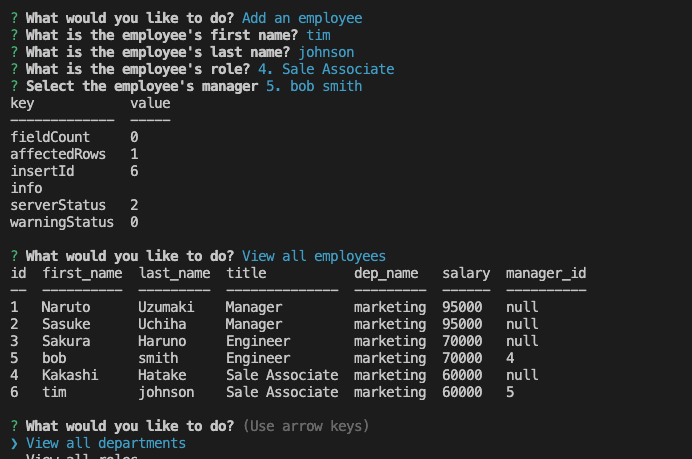 ? What would you like to do? Add an employee
? What is the employee's first name? tim
? What is the employee's last name? johnson
? What is the employee's role? 4. Sale Associate
? Select the employee's manager 5. bob smith
key            value
-------------  -----
fieldCount     0
affectedRows   1
insertId       6
info
serverStatus   2
warningStatus  0
? What would you like to do? View all employees
id  first_name  last_name  title           dep_name   salary  manager_id
--  ----------  ---------  --------------  ---------  ------  ----------
1   Naruto      Uzumaki    Manager         marketing  95000   null
2   Sasuke      Uchiha     Manager         marketing  95000   null
3   Sakura      Haruno     Engineer        marketing  70000   null
5   bob         smith      Engineer        marketing  70000   4
4   Kakashi     Hatake     Sale Associate  marketing  60000   null
6   tim         johnson    Sale Associate  marketing  60000   5
? What would you like to do? (Use arrow keys)
❯ View all departments
View all roles